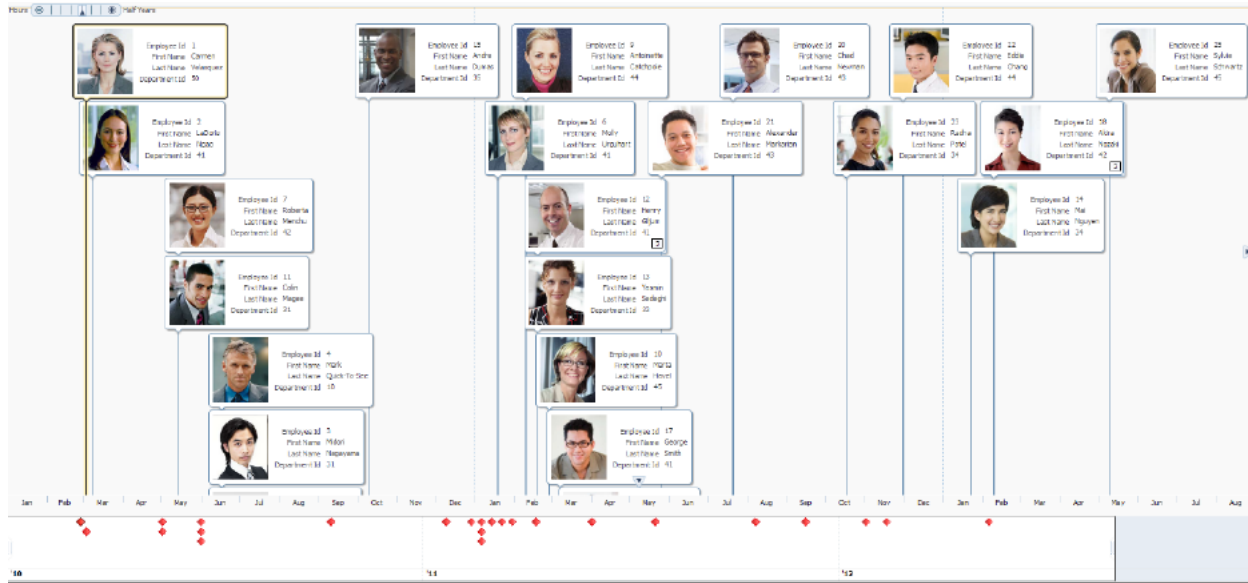 Hours
Half Years
Employee Id 1
First Name Carmen
Last Name Velasquez
Department Id 50
Employee Id 15
First Name Andre
Last Name Dumas
Department Id 35
Employee Id 9
First Name Antoinette
Last Name Catchpole
Department Id 44
Employee Id 20
First Name Chad
Last Name Newman
Department Id 43
Employee Id 22
First Name Eddie
Last Name Chang
Department Id 44
Employee Id 25
First Name Sylvie
Last Name Schwartz
Department Id 45
Employee Id 2
First Name LaDoris
Last Name Ngao
Department Id 41
Employee Id 6
First Name Molly
Last Name Urguhart
Department Id 41
Employee Id 21
First Name Alexander
Last Name Markarian
Department Id 43
Employee Id 23
First Name Radha
Last Name Patel
Department Id 34
Employee Id 18
First Name Akira
Last Name Nozaki
Department Id 42
Employee Id 7
First Name Roberta
Last Name Menchu
Department Id 42
Employee Id 12
First Name Henry
Last Name Giljum
Department Id 41
Employee Id 14
First Name Mai
Last Name Nguyen
Department Id 34
Employee Id 11
First Name Colin
Last Name Magee
Department Id 31
Employee Id 13
First Name Yasmin
Last Name Sedeghi
Department Id 33
Employee Id 4
First Name Mark
Last Name Quick-To-See
Department Id 10
Employee Id 10
First Name Marta
Last Name Havel
Department Id 45
Employee Id 3
First Name Midori
Last Name Nagayama
Department Id 31
Employee Id 17
First Name George
Last Name Smith
Department Id 41
Jan Feb Mar Apr May Jun Jul Aug Sep Oct Nov Dec Jan Feb Mar Apr May Jun Jul Aug Sep Oct Nov Dec Jan Feb Mar Apr May Jun Jul Aug
'10 '11 '12